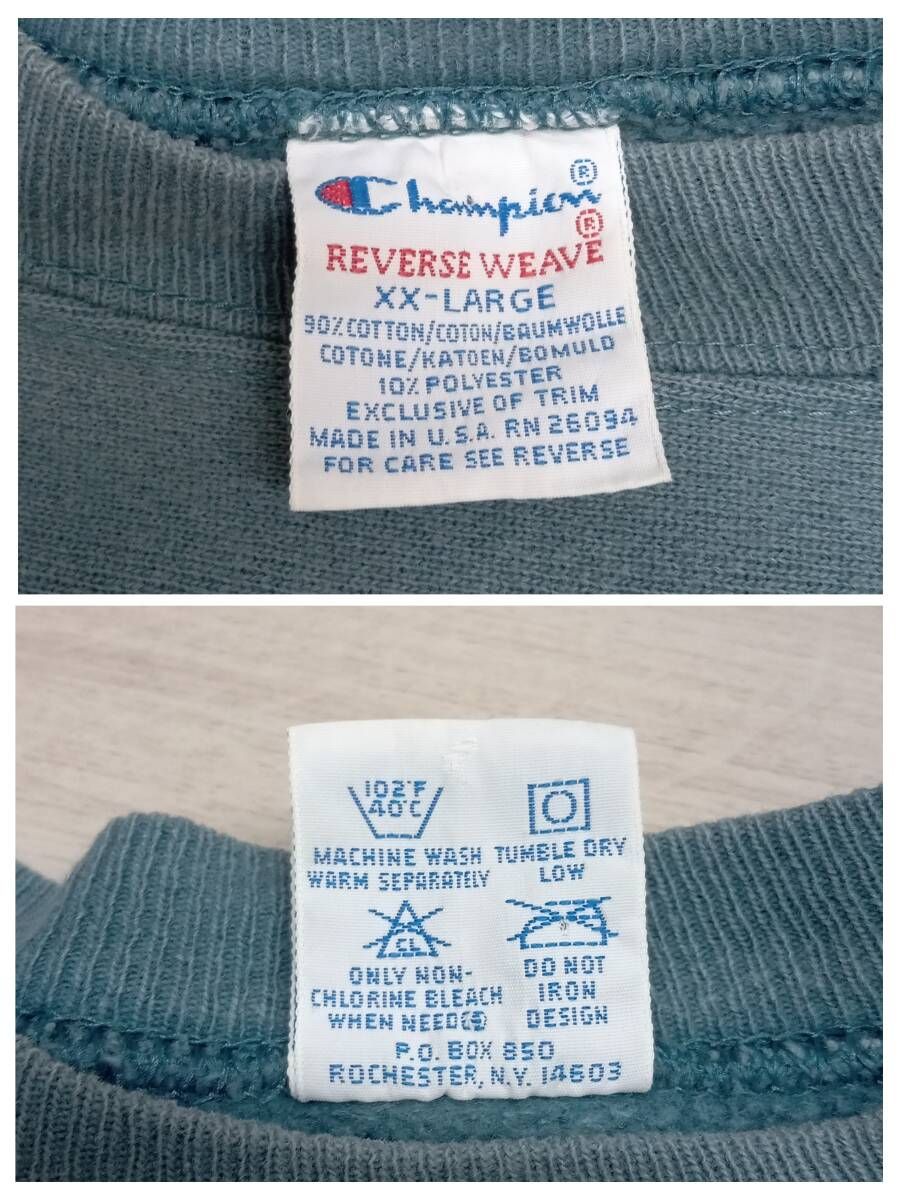 Champion®
REVERSE WEAVE®
XX-LARGE
90% COTTON/COTON/BAUMWOLLE
COTONE/KATOEN/BOMULD
10% POLYESTER
EXCLUSIVE OF TRIM
MADE IN U.S.A. RN 26094
FOR CARE SEE REVERSE
102°F
40°C
MACHINE WASH
WARM SEPARATELY
TUMBLE DRY
LOW
CL
ONLY NON-
CHLORINE BLEACH
WHEN NEEDED
DO NOT
IRON
DESIGN
P.O. BOX 850
ROCHESTER, N.Y. 14603